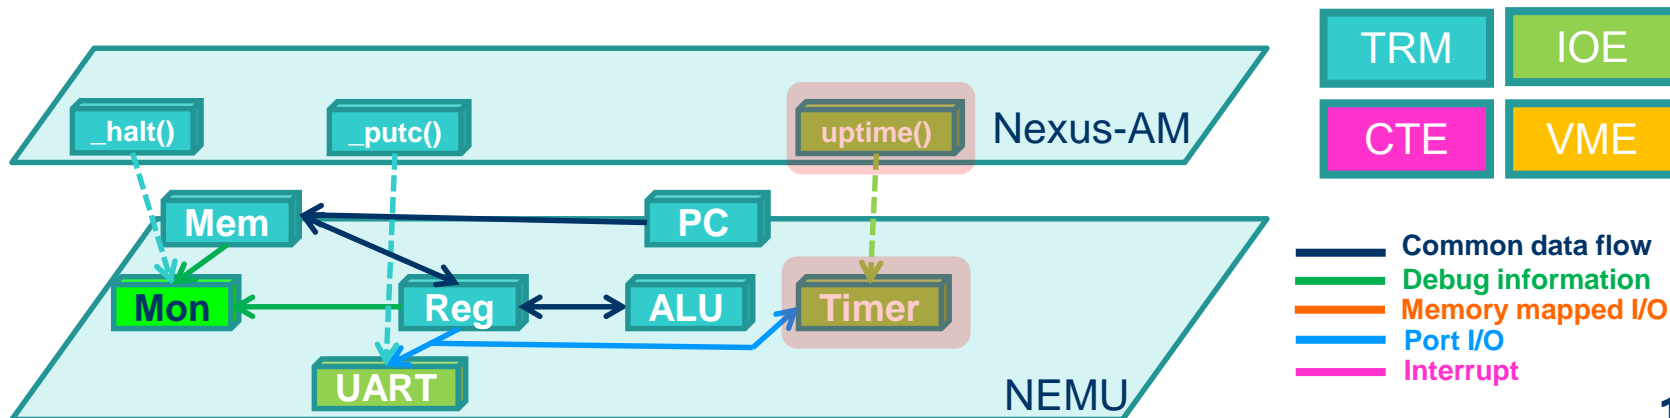 TRM
IOE
_halt()
_putc()
uptime()
Nexus-AM
CTE
VME
Mem
PC
Common data flow
Debug information
Mon
Reg
ALU
Timer
Memory mapped I/O
Port I/O
UART
Interrupt
NEMU